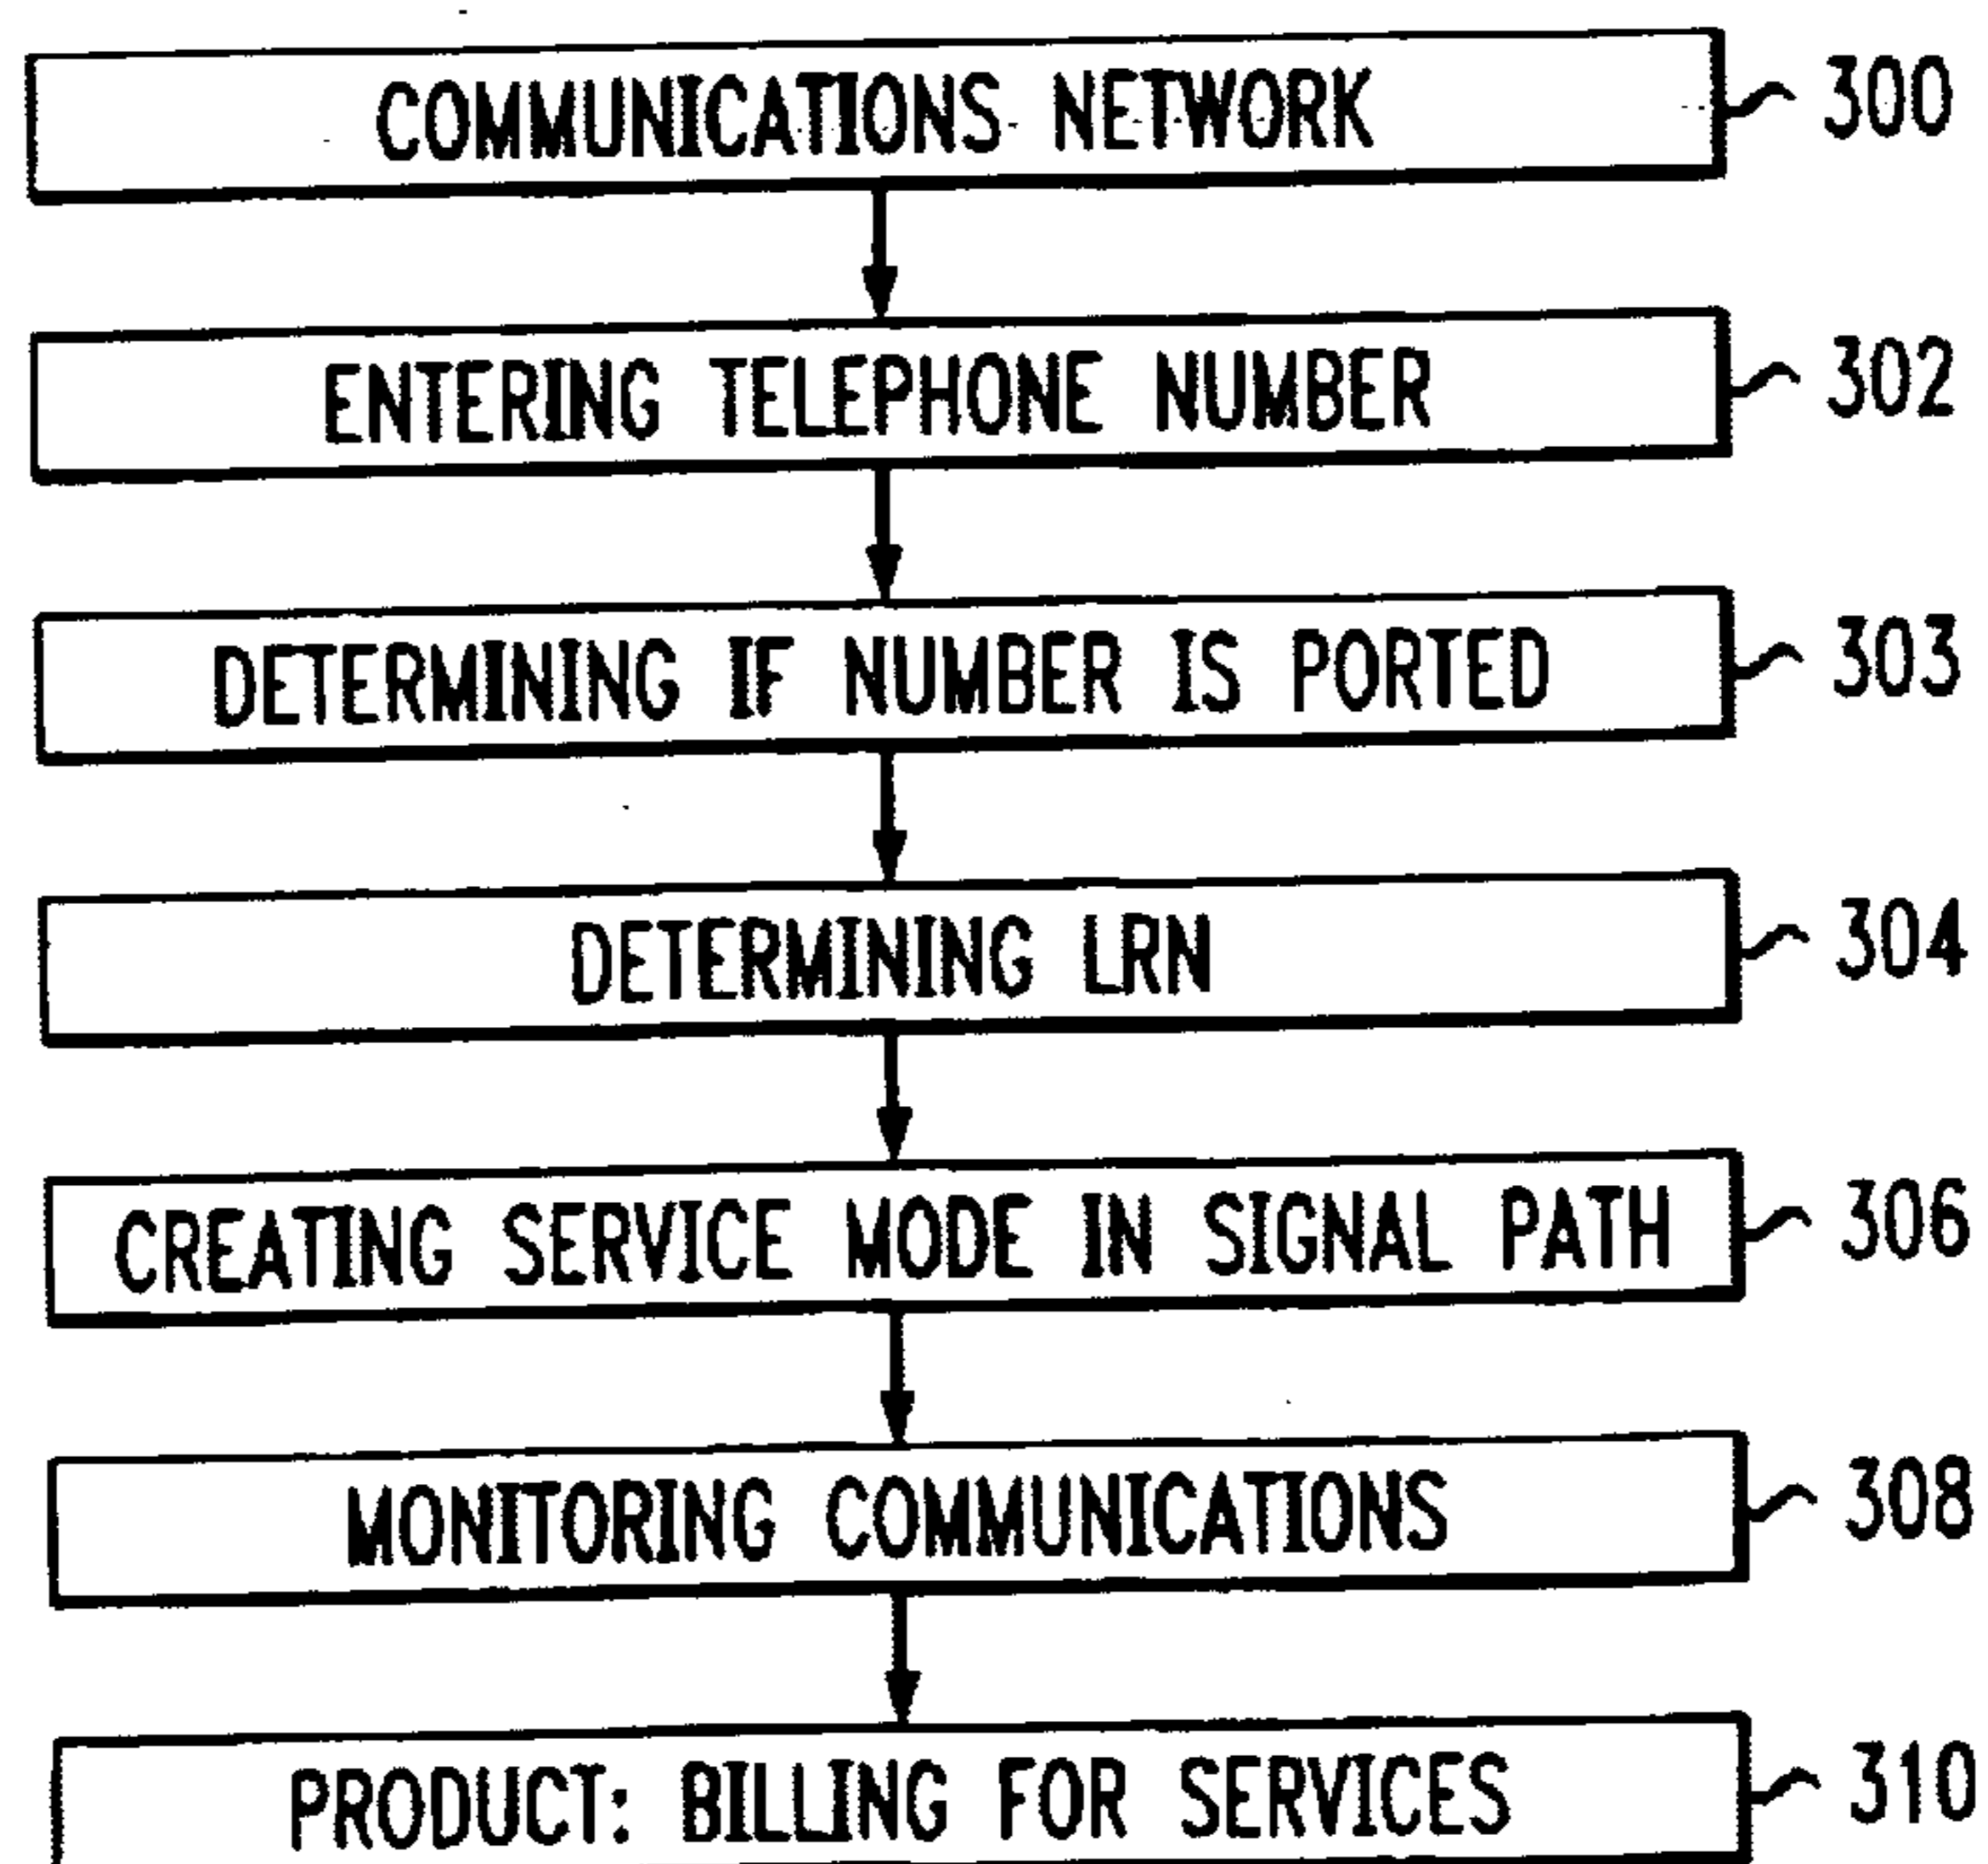 COMMUNICATIONS NETWORK 300
ENTERING TELEPHONE NUMBER 302
DETERMINING IF NUMBER IS PORTED 303
DETERMINING LRN 304
CREATING SERVICE MODE IN SIGNAL PATH 306
MONITORING COMMUNICATIONS 308
PRODUCT: BILLING FOR SERVICES 310